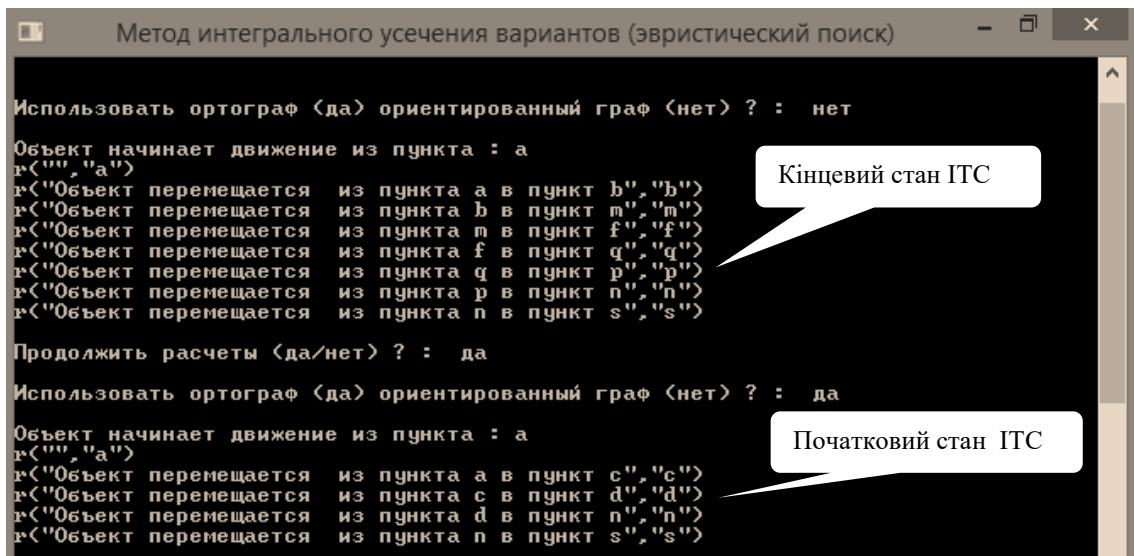 Метод интегрального усечения вариантов (эвристический поиск)
Использовать ортограф (да) ориентированный граф (нет) ? :  нет
Объект начинает движение из пункта : a
r("","a")
r("Объект перемещается  из пункта a в пункт b","b")
r("Объект перемещается  из пункта b в пункт m","m")
r("Объект перемещается  из пункта m в пункт f","f")
r("Объект перемещается  из пункта f в пункт q","q")
r("Объект перемещается  из пункта q в пункт p","p")
r("Объект перемещается  из пункта p в пункт n","n")
r("Объект перемещается  из пункта n в пункт s","s")
Кінцевий стан ІТС
Продолжить расчеты (да/нет) ? :  да
Использовать ортограф (да) ориентированный граф (нет) ? :  да
Объект начинает движение из пункта : a
r("","a")
r("Объект перемещается  из пункта a в пункт c","c")
r("Объект перемещается  из пункта c в пункт d","d")
r("Объект перемещается  из пункта d в пункт n","n")
r("Объект перемещается  из пункта n в пункт s","s")
Початковий стан  ІТС